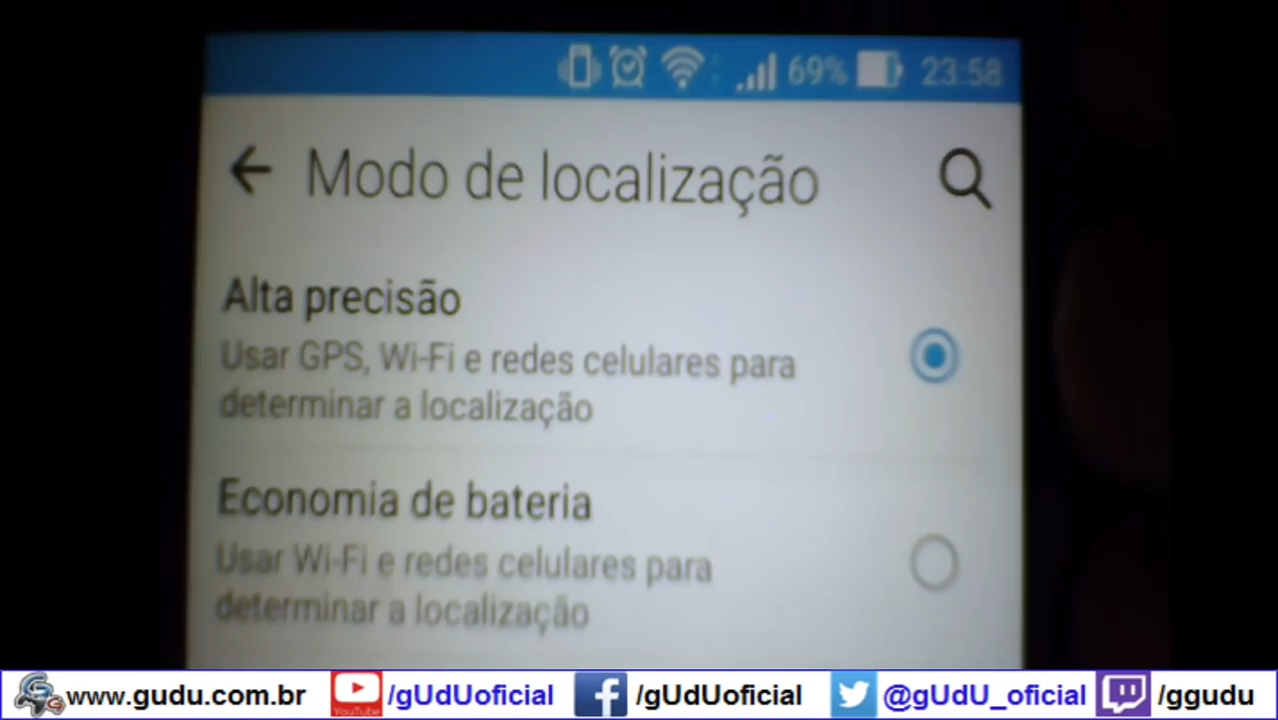 69% 23:58
Modo de localização
Alta precisão
Usar GPS, Wi-Fi e redes celulares para
determinar a localização
Economia de bateria
Usar Wi-Fi e redes celulares para
determinar a localização
www.gudu.com.br YouTube /gUdUoficial /gUdUoficial @gUdU_oficial /ggudu